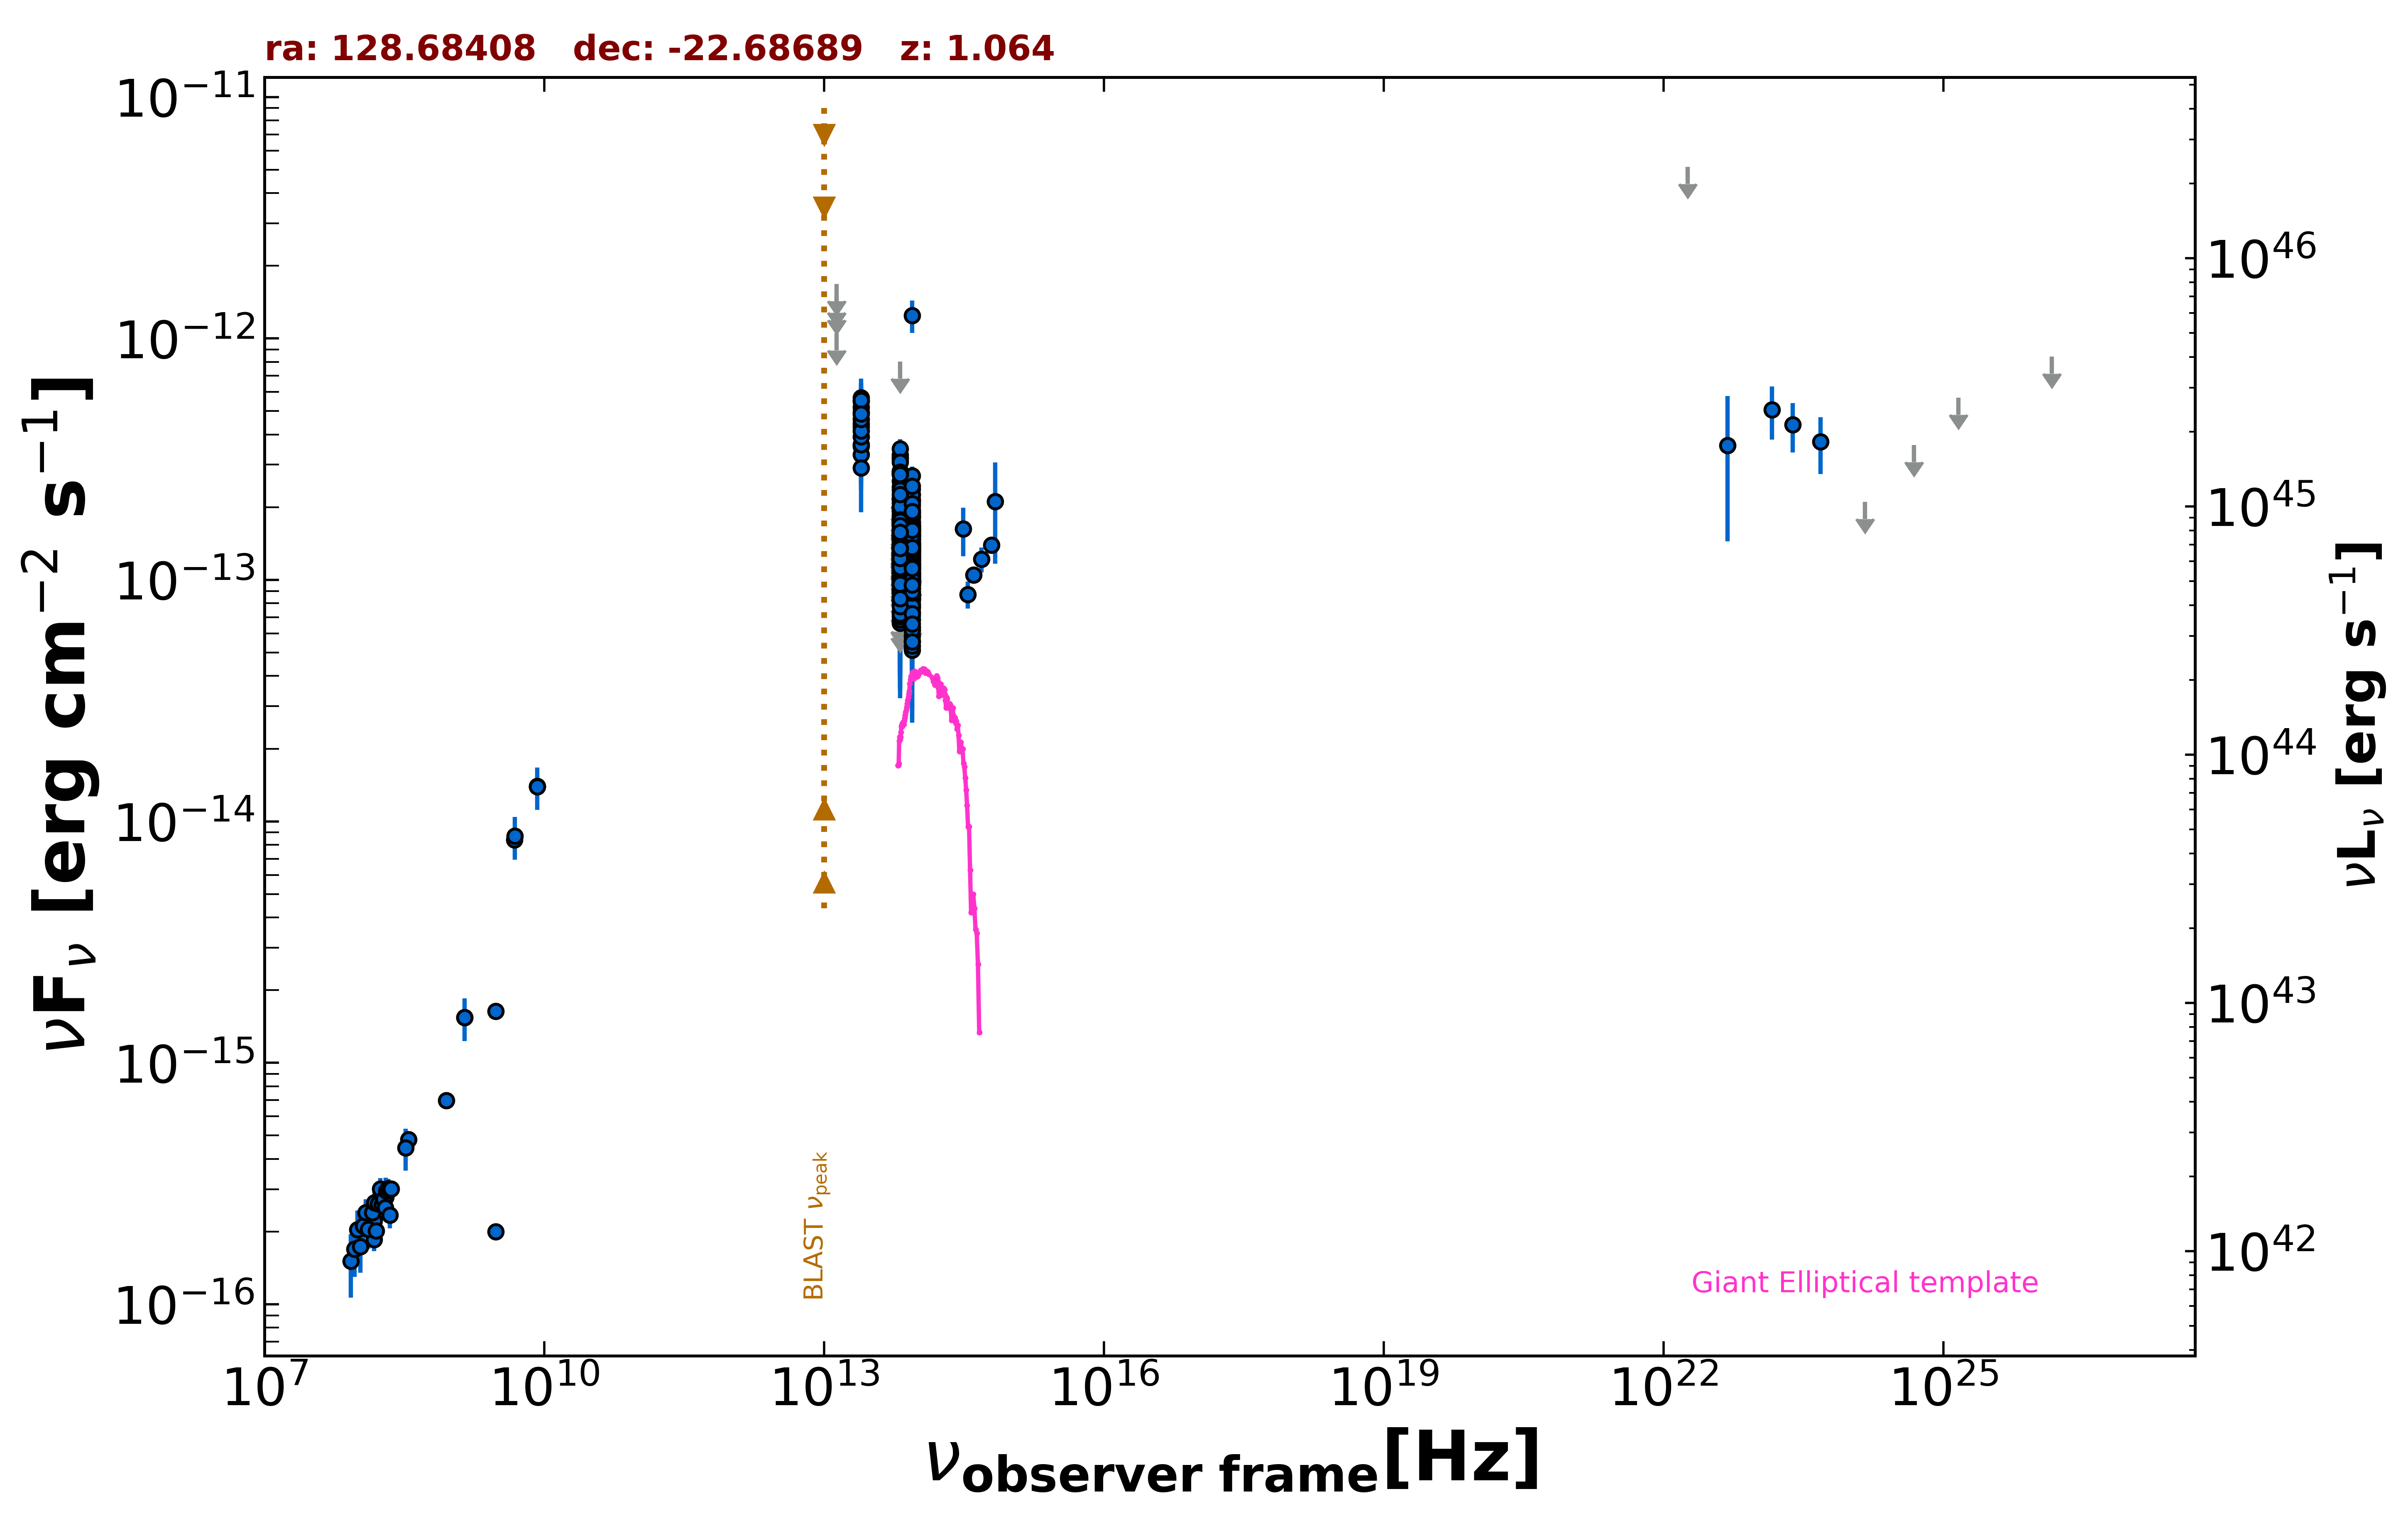 ra: 128.68408   dec: -22.68689   z: 1.064
10⁻¹¹
10⁻¹²
10⁻¹³
10⁻¹⁴
10⁻¹⁵
10⁻¹⁶
νFν [erg cm⁻² s⁻¹]
10⁴⁶
10⁴⁵
10⁴⁴
10⁴³
10⁴²
νLν [erg s⁻¹]
BLAST νpeak
Giant Elliptical template
10⁷ 10¹⁰ 10¹³ 10¹⁶ 10¹⁹ 10²² 10²⁵
νobserver frame[Hz]